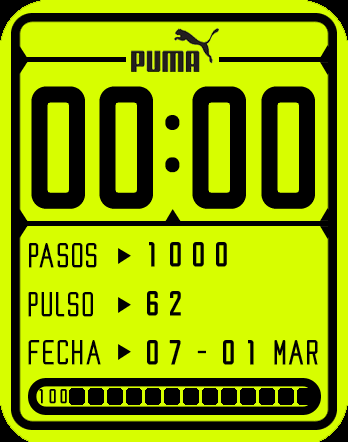 PUMA
00:00
PASOS ▶ 1000
PULSO ▶ 62
FECHA ▶ 07 - 01 MAR
100